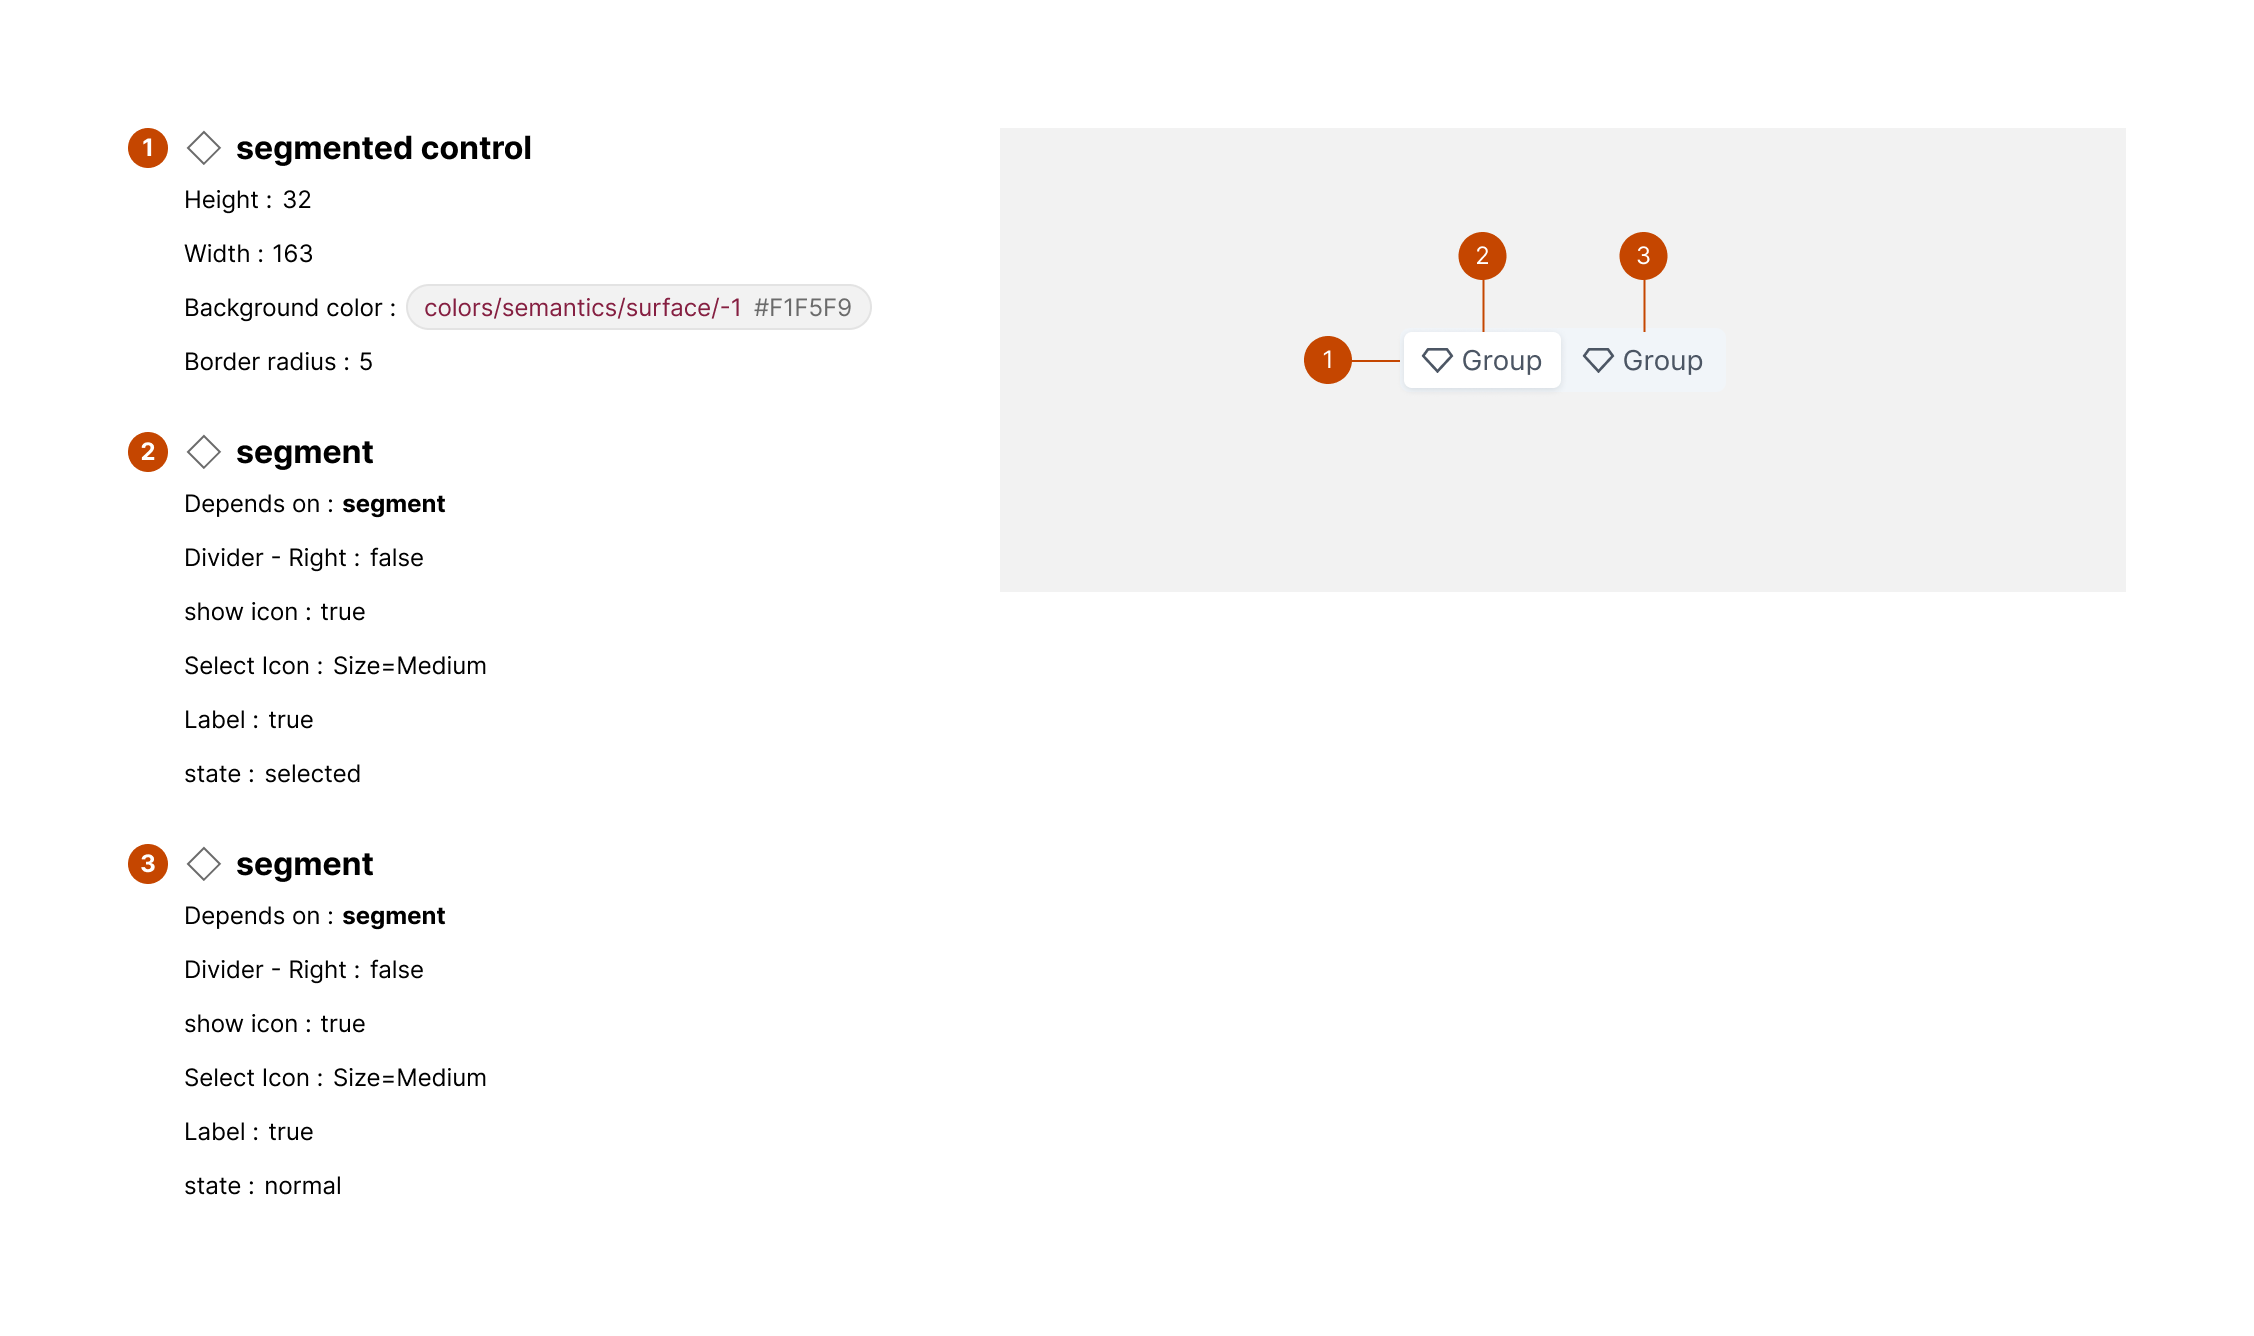 1 segmented control
Height : 32
Width : 163
Background color : colors/semantics/surface/-1 #F1F5F9
Border radius : 5
2 segment
Depends on : segment
Divider - Right : false
show icon : true
Select Icon : Size=Medium
Label : true
state : selected
3 segment
Depends on : segment
Divider - Right : false
show icon : true
Select Icon : Size=Medium
Label : true
state : normal
2 3
1 Group Group